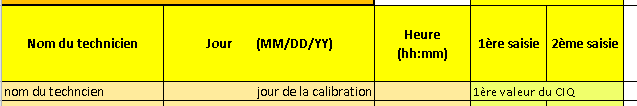 Nom du technicien Jour (MM/DD/YY) Heure (hh:mm) 1ère saisie 2ème saisie
nom du techncien jour de la calibration 1ère valeur du CIQ